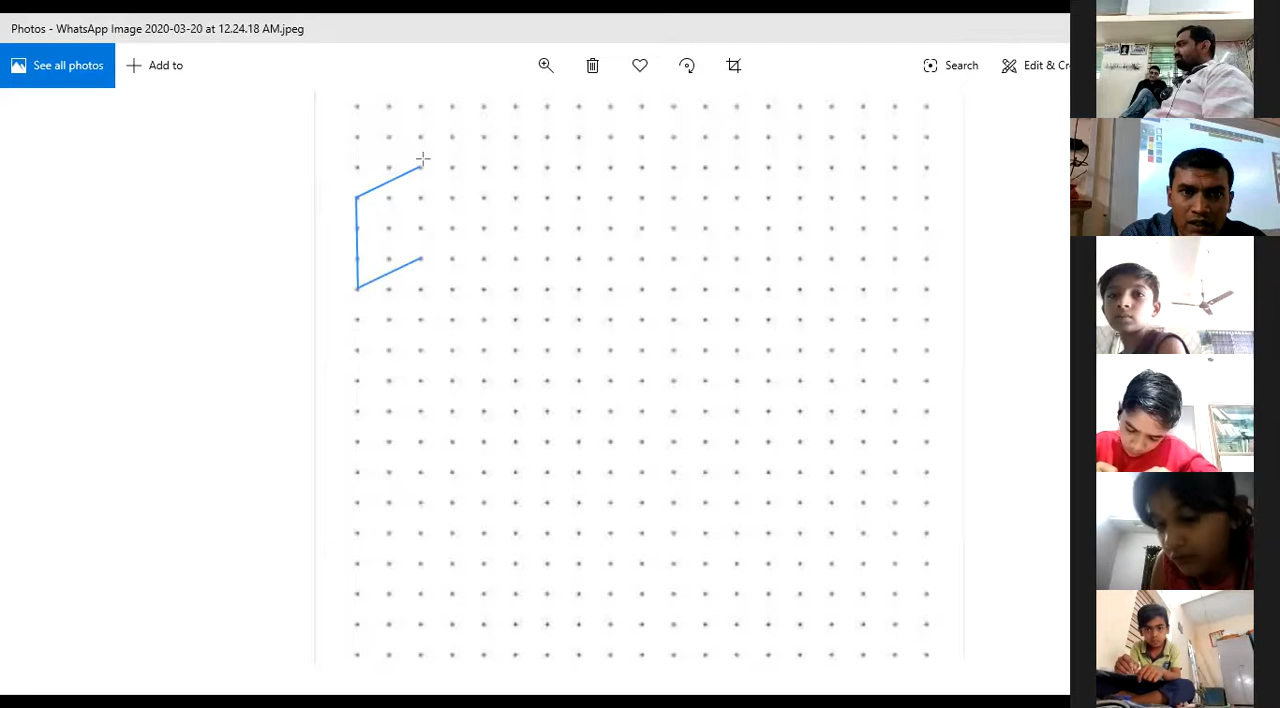 Photos - WhatsApp Image 2020-03-20 at 12.24.18 AM.jpeg
See all photos
Add to
Search
Edit & Cr